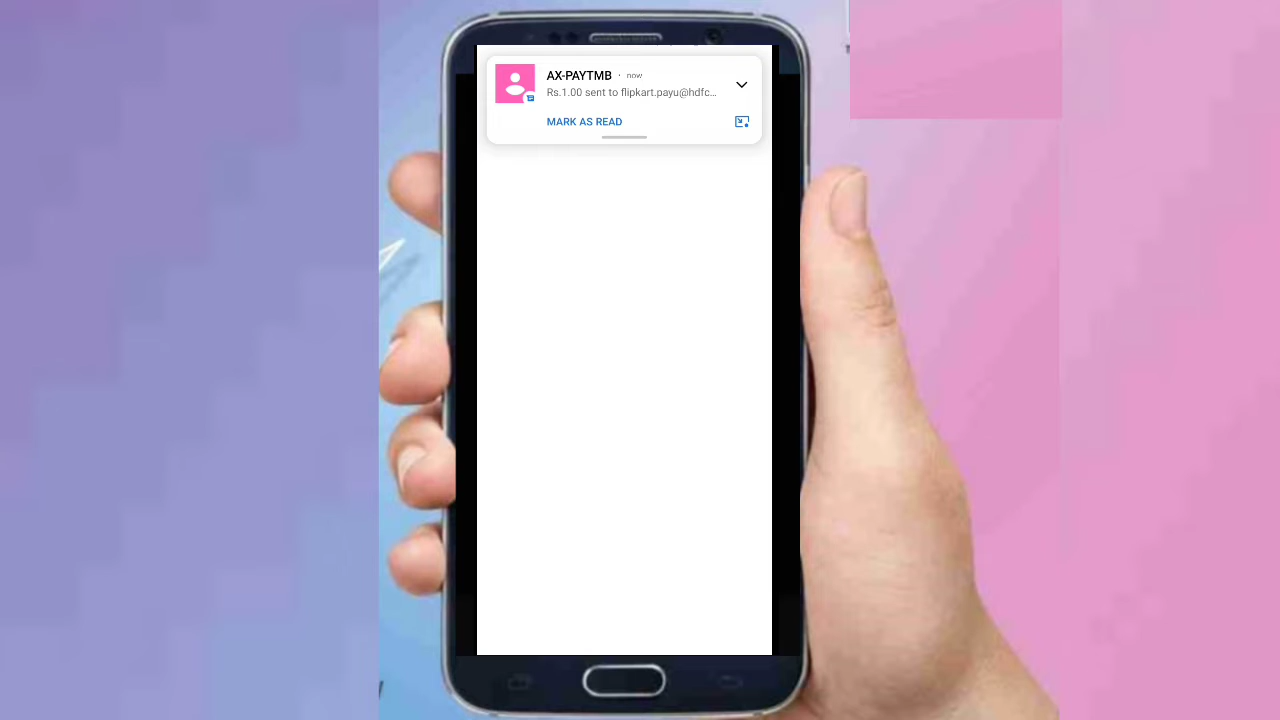 AX-PAYTMB · now
Rs.1.00 sent to flipkart.payu@hdfc...
MARK AS READ